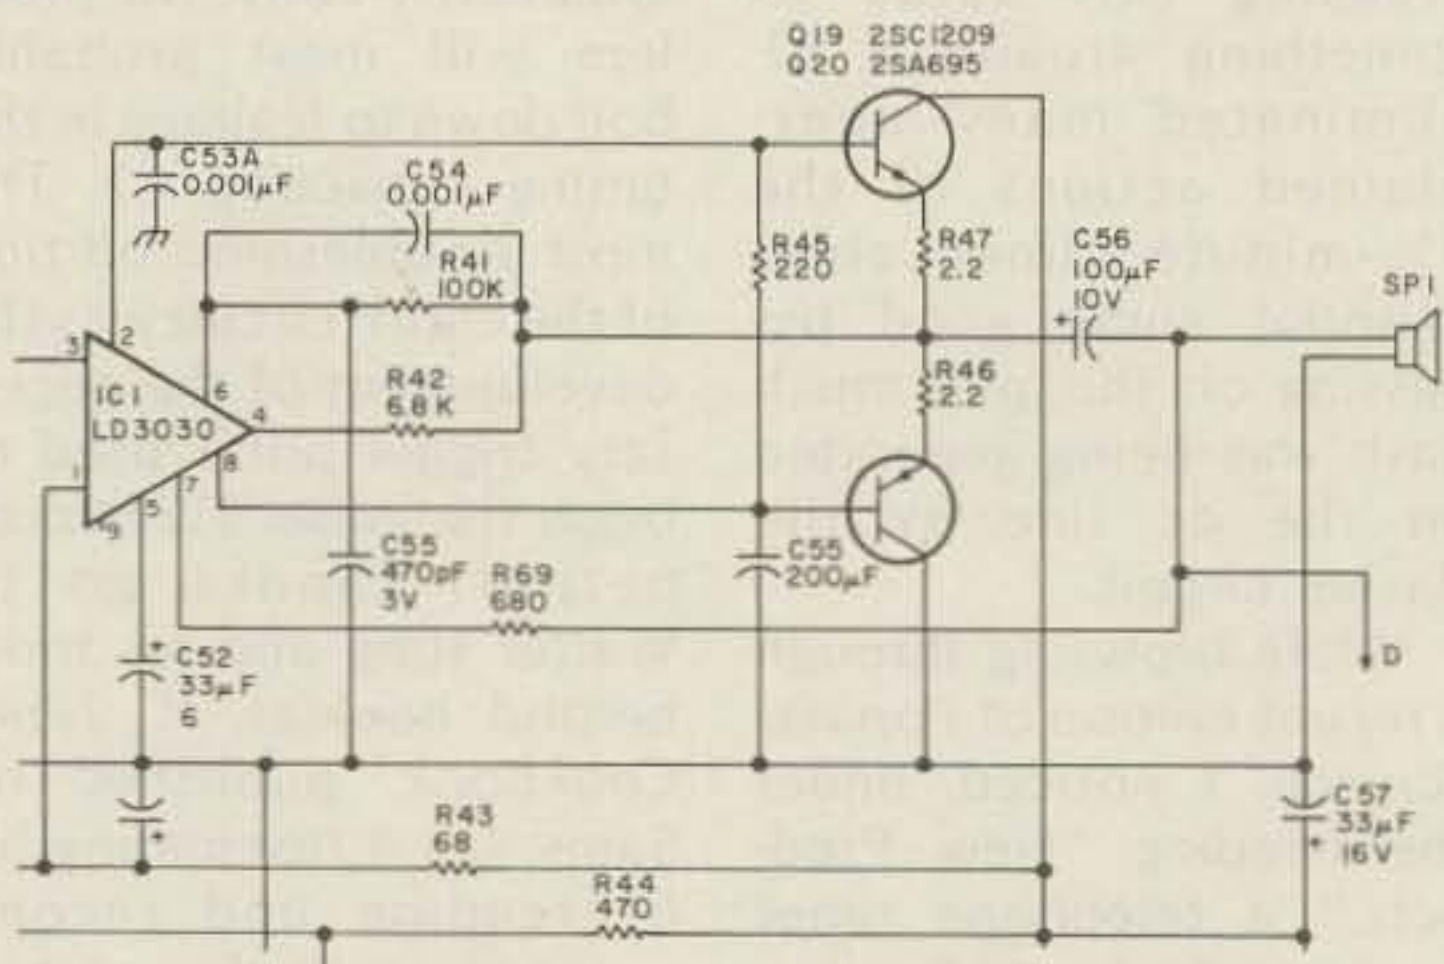 Q19 2SC1209
Q20 2SA695
C53A
0.001µF
C54
0.001µF
R41
100K
R45
220
R47
2.2
C56
100µF
10V
+
SP1
3
2
IC1
LD3030
6
4
R42
6.8K
R46
2.2
1
8
7
5
9
C55
470pF
3V
R69
680
C55
200µF
D
+
C52
33µF
6
+
R43
68
C57
33µF
16V
+
R44
470